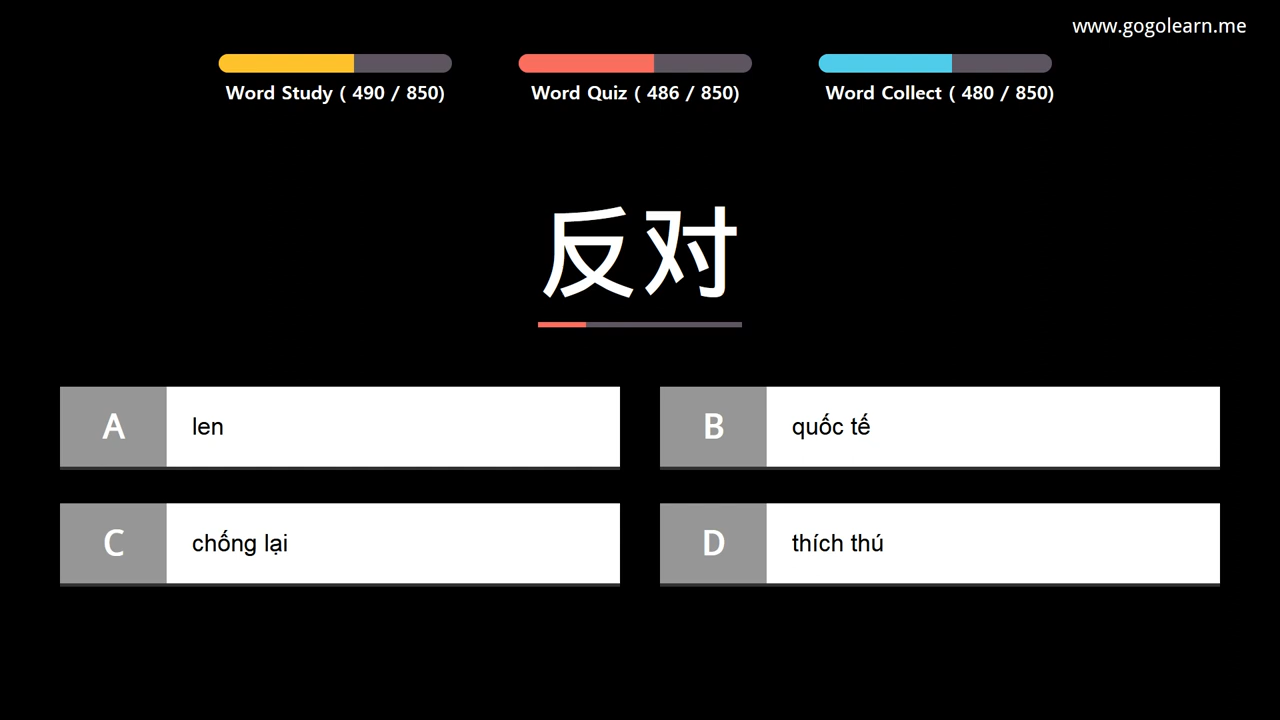 www.gogolearn.me
Word Study ( 490 / 850)
Word Quiz ( 486 / 850)
Word Collect ( 480 / 850)
反对
A len
B quốc tế
C chống lại
D thích thú